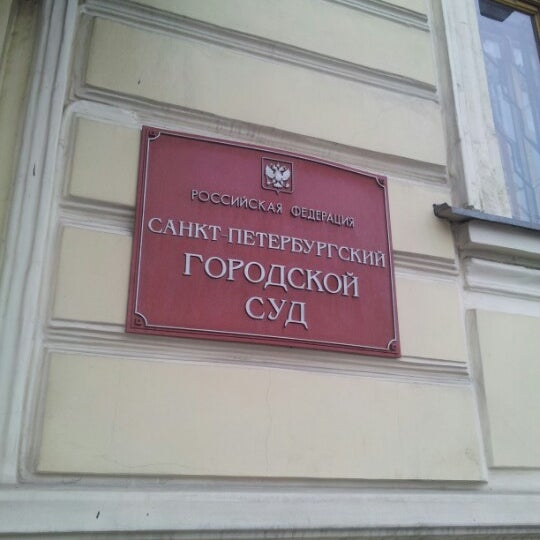 РОССИЙСКАЯ ФЕДЕРАЦИЯ
САНКТ-ПЕТЕРБУРГСКИЙ
ГОРОДСКОЙ
СУД